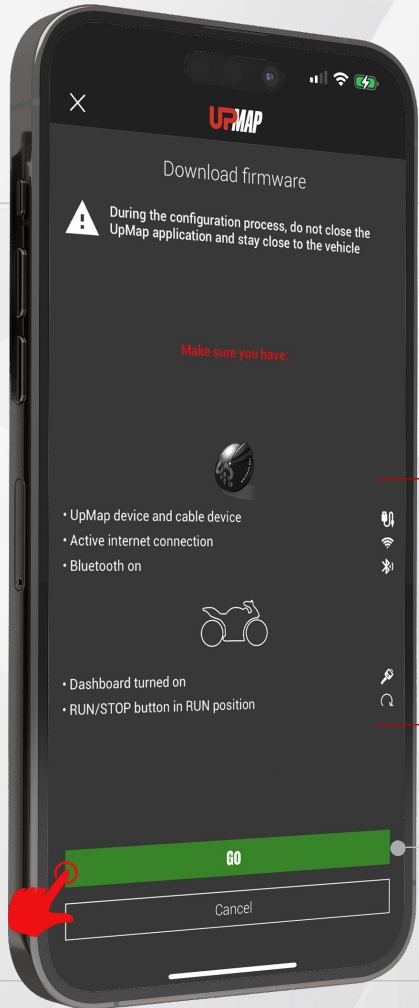 UPMAP
Download firmware
During the configuration process, do not close the
UpMap application and stay close to the vehicle
Make sure you have:
• UpMap device and cable device
• Active internet connection
• Bluetooth on
• Dashboard turned on
• RUN/STOP button in RUN position
GO
Cancel